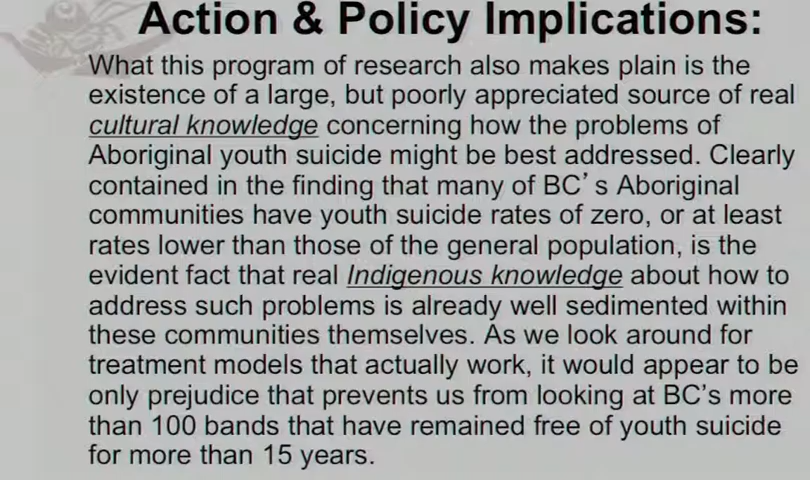 Action & Policy Implications:
What this program of research also makes plain is the
existence of a large, but poorly appreciated source of real
cultural knowledge concerning how the problems of
Aboriginal youth suicide might be best addressed. Clearly
contained in the finding that many of BC’ s Aboriginal
communities have youth suicide rates of zero, or at least
rates lower than those of the general population, is the
evident fact that real Indigenous knowledge about how to
address such problems is already well sedimented within
these communities themselves. As we look around for
treatment models that actually work, it would appear to be
only prejudice that prevents us from looking at BC’s more
than 100 bands that have remained free of youth suicide
for more than 15 years.